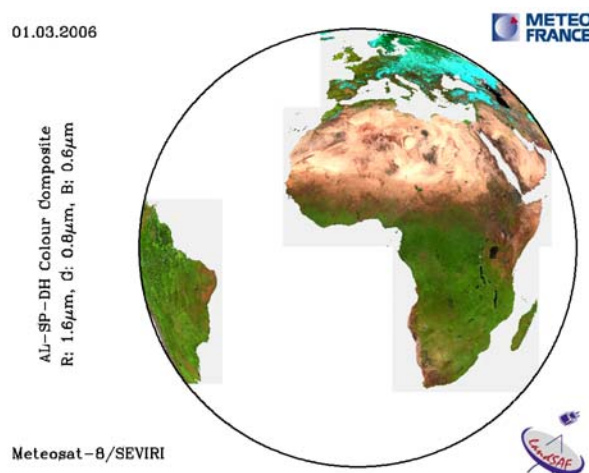 01.03.2006
METEO
FRANCE
AL-SP-DH Colour Composite
R: 1.6μm, d: 0.8μm, B: 0.6μm
Meteosat-8/SEVIRI
LandSAF